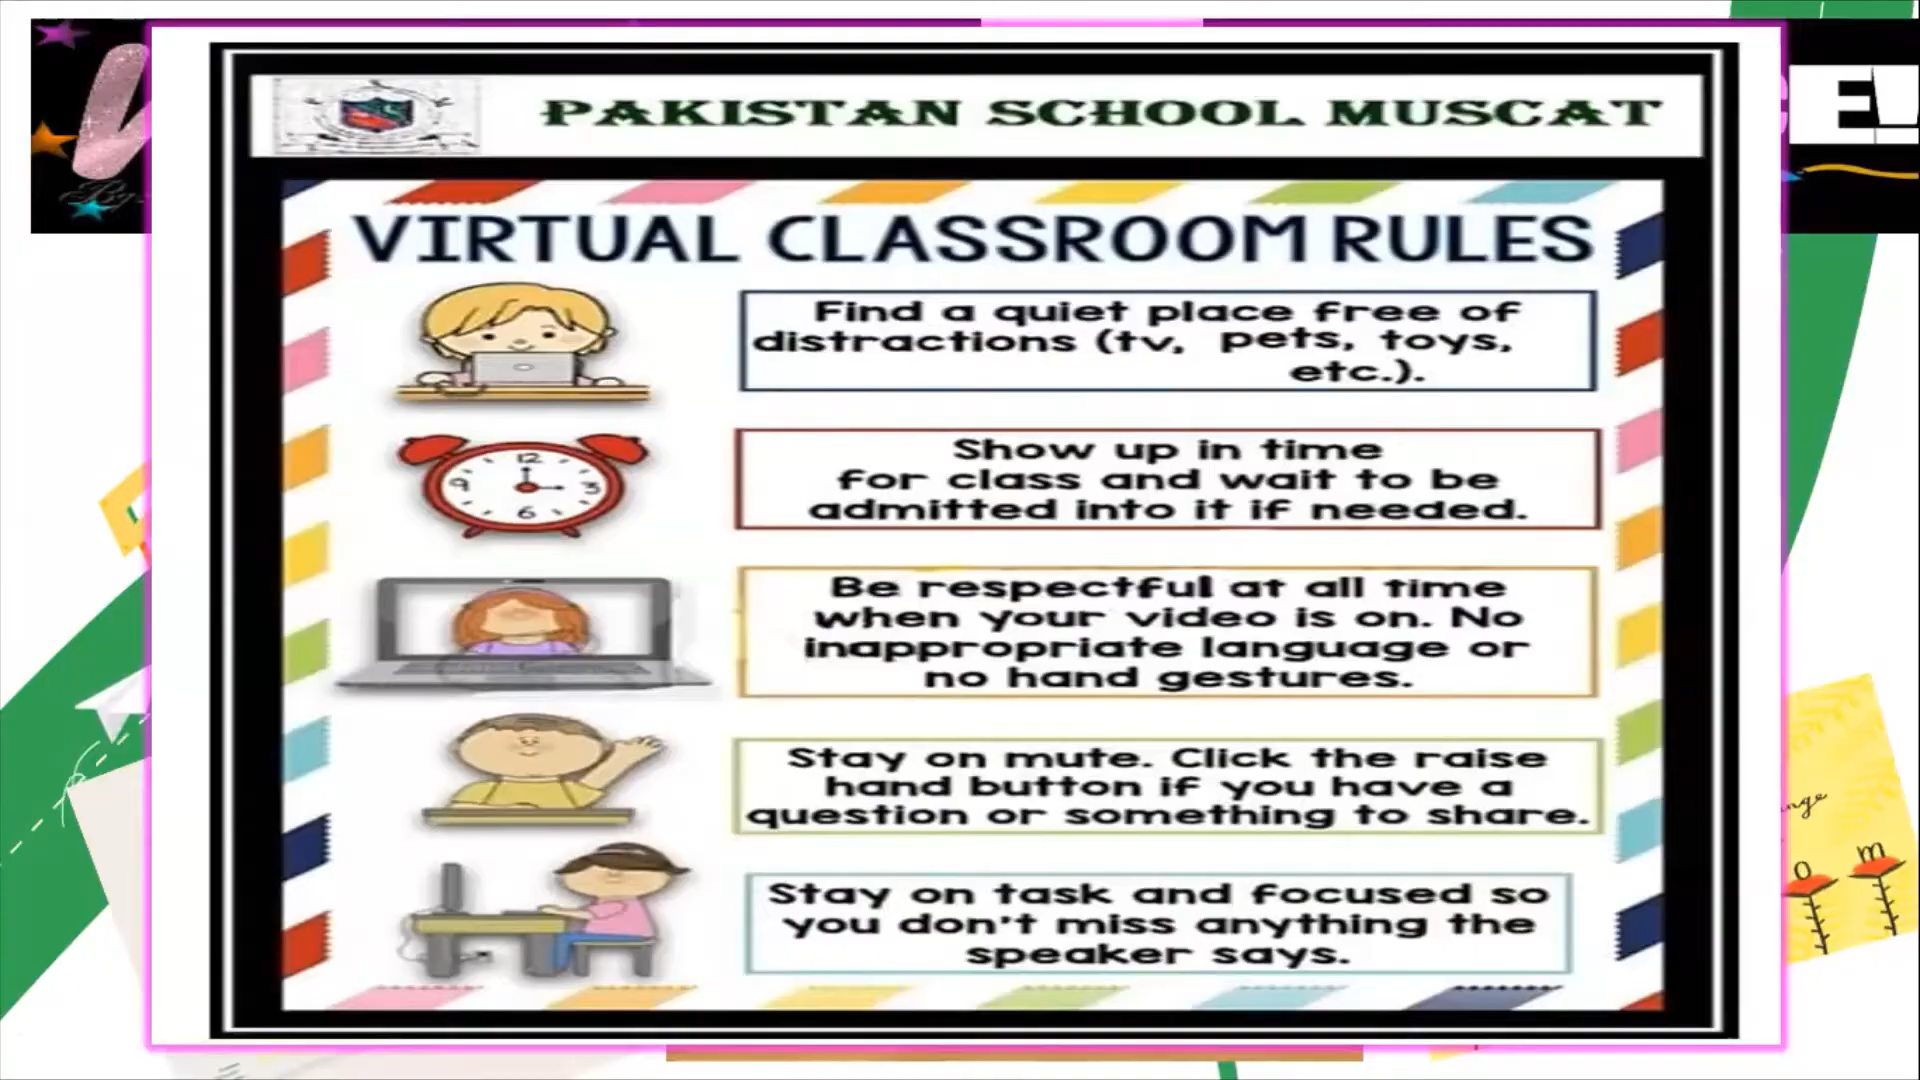 PAKISTAN SCHOOL MUSCAT
VIRTUAL CLASSROOM RULES
Find a quiet place free of
distractions (tv, pets, toys,
etc.).
12
9 3
6
Show up in time
for class and wait to be
admitted into it if needed.
Be respectful at all time
when your video is on. No
inappropriate language or
no hand gestures.
Stay on mute. Click the raise
hand button if you have a
question or something to share.
Stay on task and focused so
you don't miss anything the
speaker says.
o m